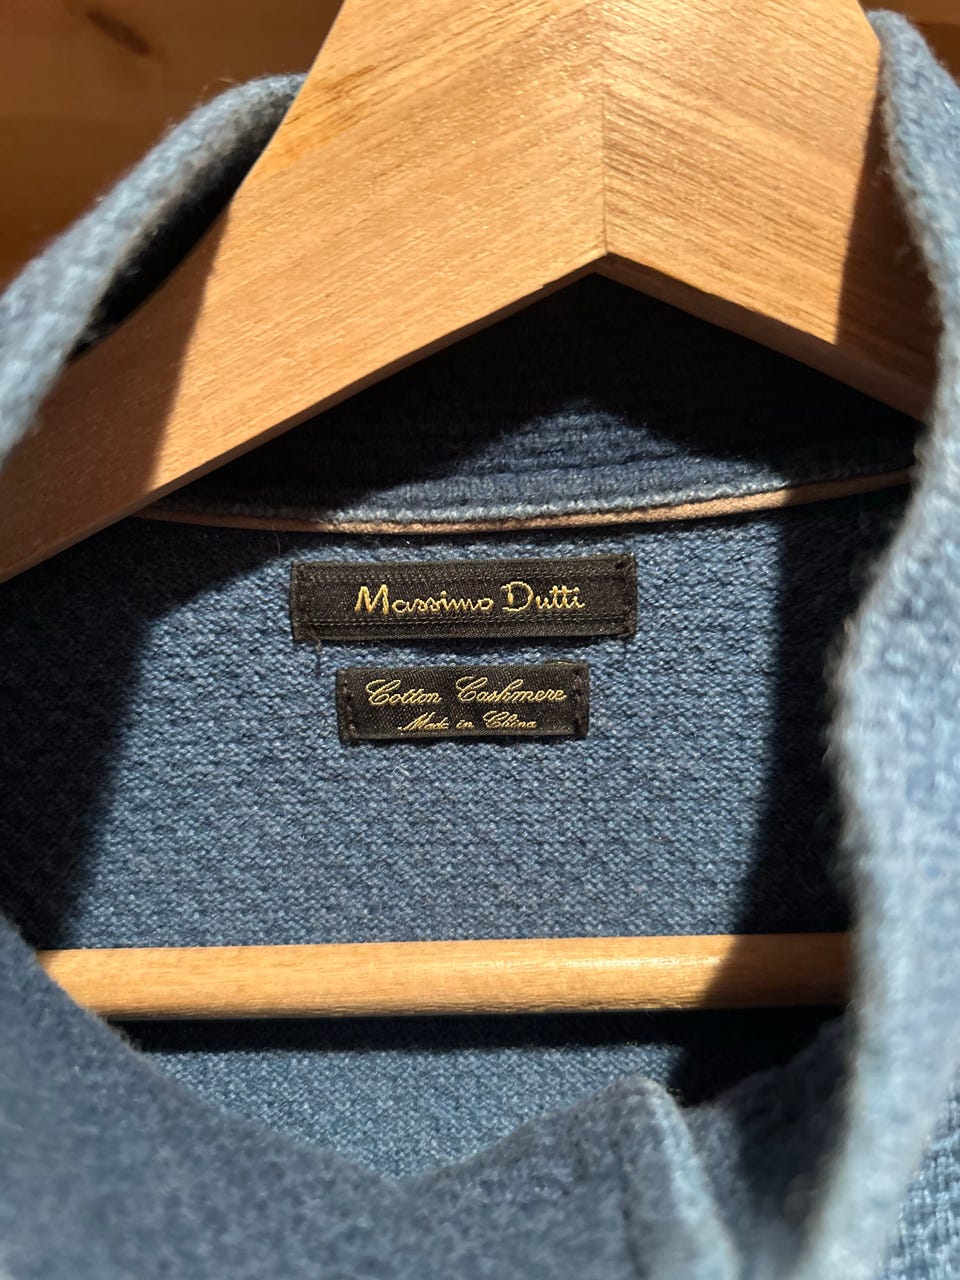 Massimo Dutti
Cotton Cashmere
Made in China